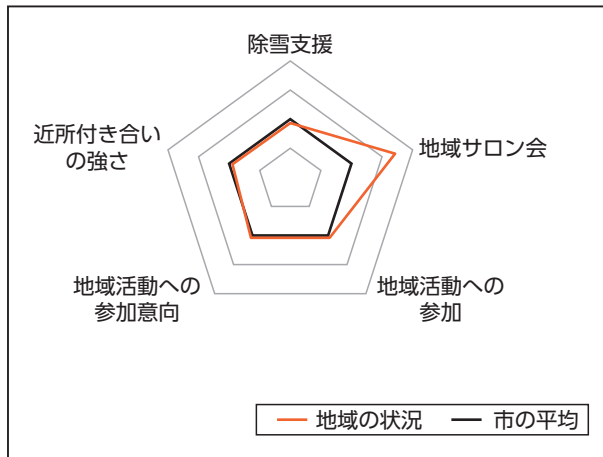 除雪支援
近所付き合い
の強さ
地域サロン会
地域活動への
参加意向
地域活動への
参加
地域の状況
市の平均